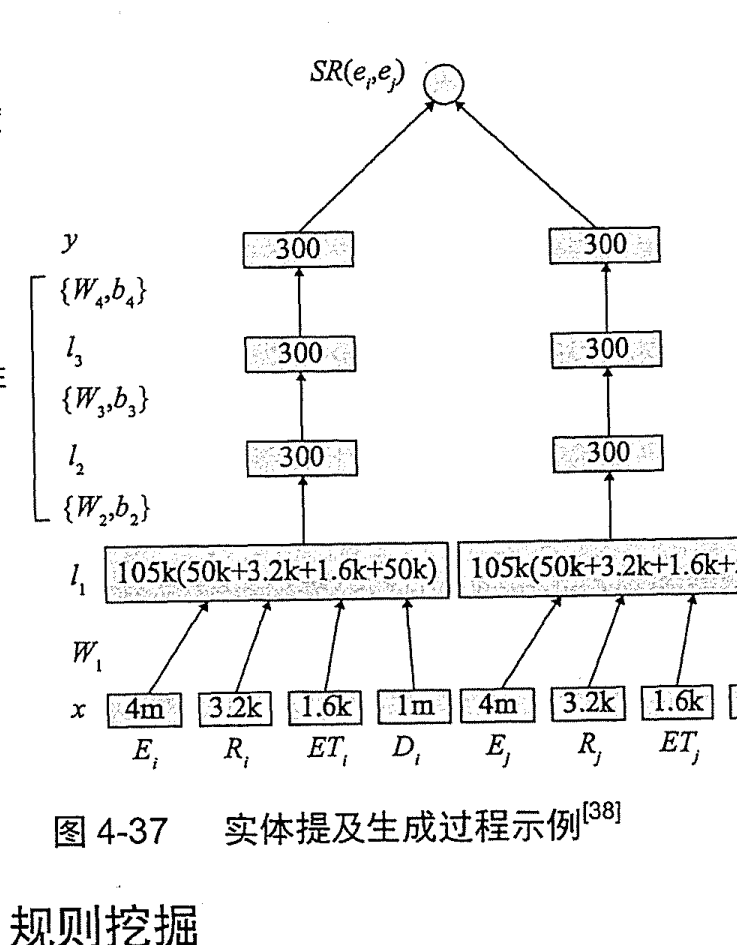 SR(e_i,e_j)
y 300 300
{W_4,b_4}
l_3 300 300
{W_3,b_3}
l_2 300 300
{W_2,b_2}
l_1 105k(50k+3.2k+1.6k+50k) 105k(50k+3.2k+1.6k+
W_1
x 4m 3.2k 1.6k 1m 4m 3.2k 1.6k
E_i R_i ET_i D_i E_j R_j ET_j
图 4-37 实体提及生成过程示例[38]
规则挖掘